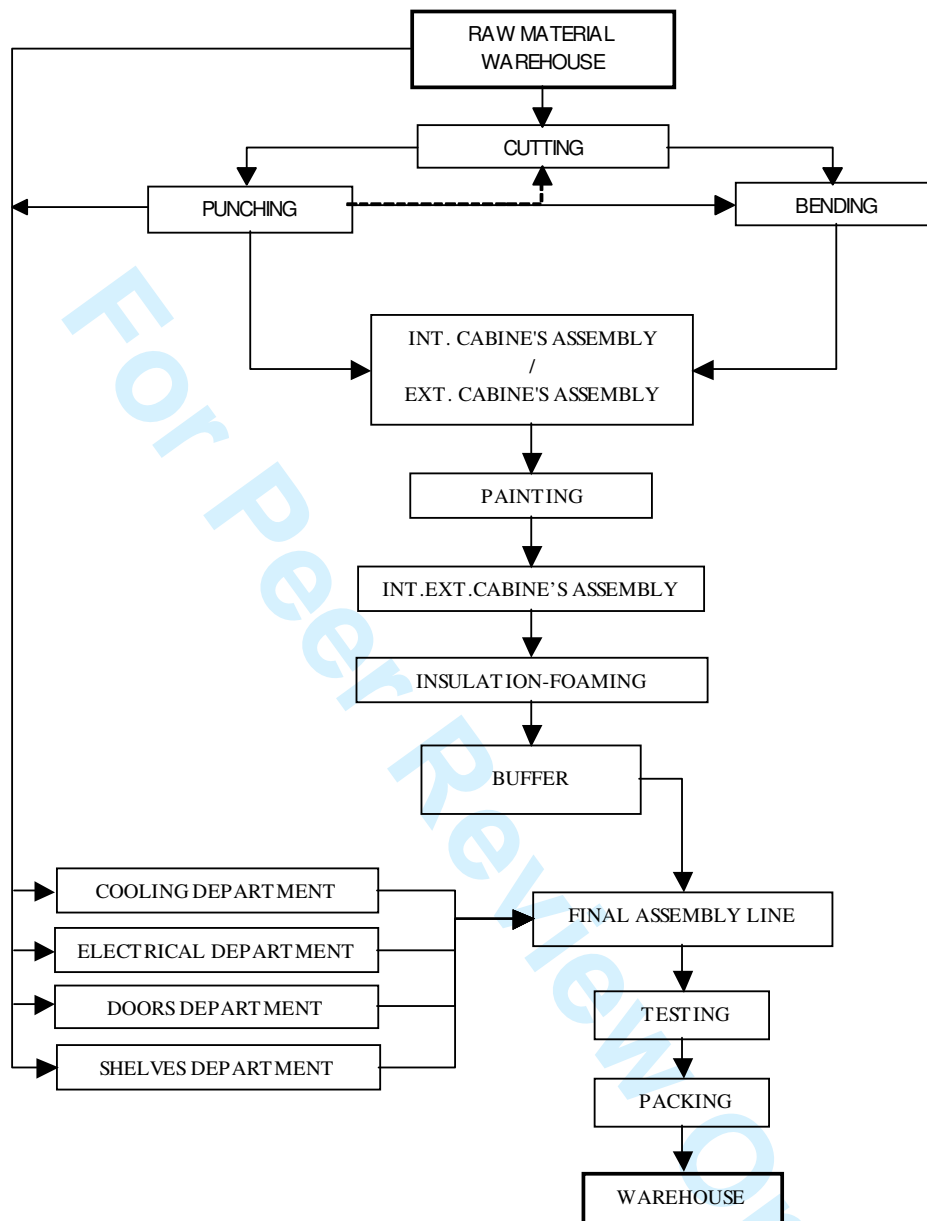 RAW MATERIAL
WAREHOUSE
CUTTING
PUNCHING
BENDING
INT. CABINE'S ASSEMBLY
/
EXT. CABINE'S ASSEMBLY
PAINTING
INT.EXT.CABINE’S ASSEMBLY
INSULATION-FOAMING
BUFFER
COOLING DEPARTMENT
FINAL ASSEMBLY LINE
ELECTRICAL DEPARTMENT
DOORS DEPARTMENT
TESTING
SHELVES DEPARTMENT
PACKING
WAREHOUSE
For Peer Review On